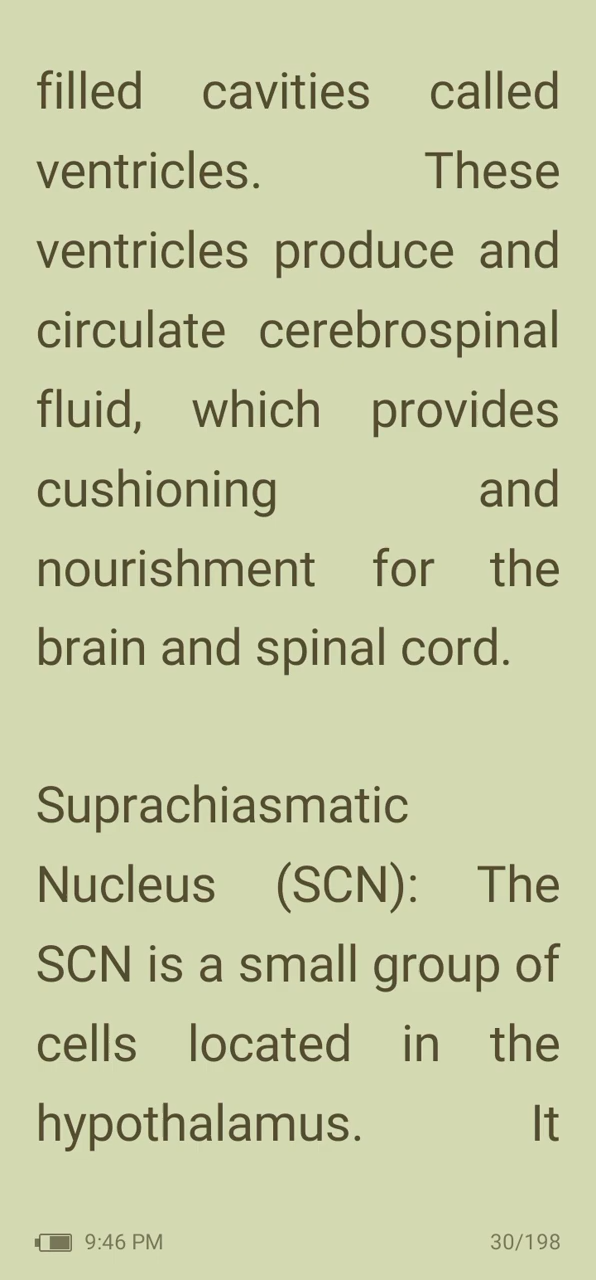 filled cavities called
ventricles. These
ventricles produce and
circulate cerebrospinal
fluid, which provides
cushioning and
nourishment for the
brain and spinal cord.
Suprachiasmatic
Nucleus (SCN): The
SCN is a small group of
cells located in the
hypothalamus. It
9:46 PM 30/198